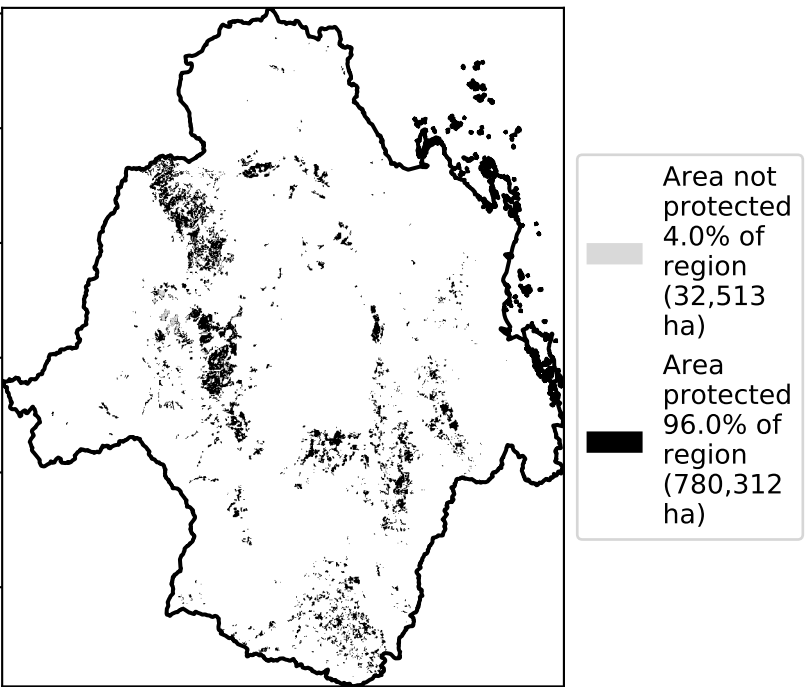 Area not
protected
4.0% of
region
(32,513
ha)
Area
protected
96.0% of
region
(780,312
ha)